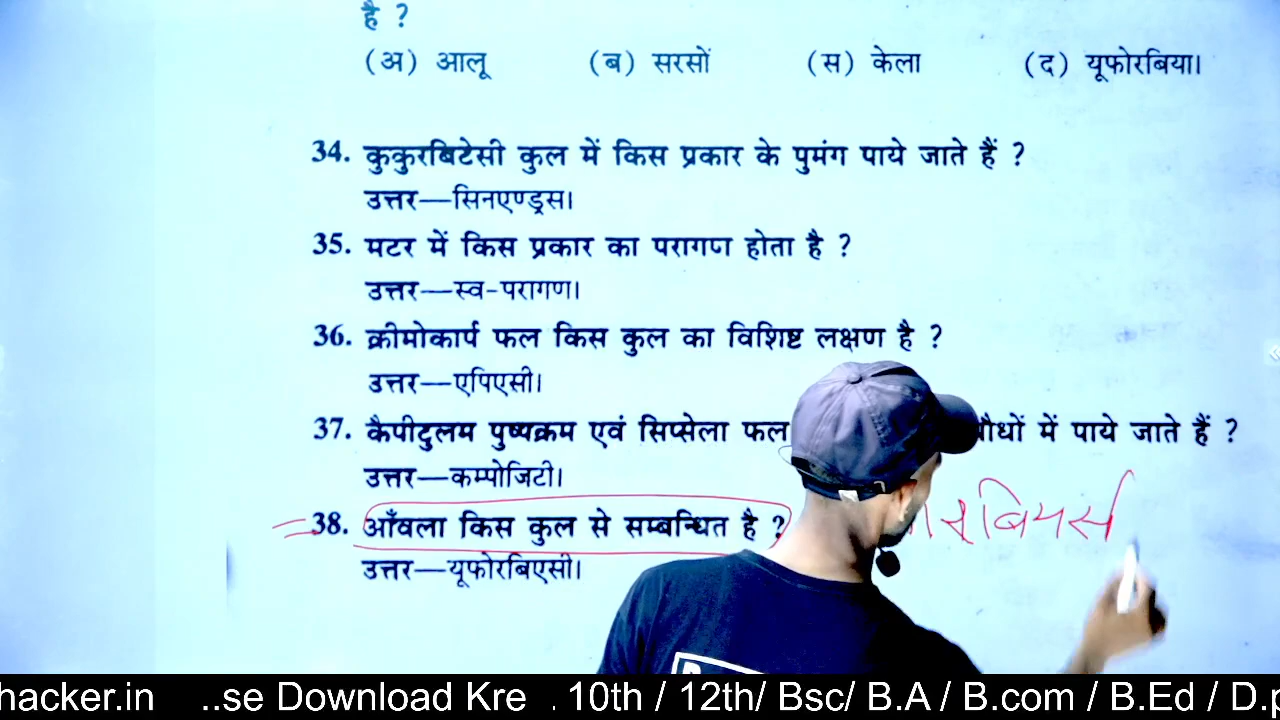 है ?
(अ) आलू (ब) सरसों (स) केला (द) यूफोरबिया।
34. कुकुरबिटेसी कुल में किस प्रकार के पुमंग पाये जाते हैं ?
उत्तर—सिनएण्ड्रस।
35. मटर में किस प्रकार का परागण होता है ?
उत्तर—स्व-परागण।
36. क्रीमोकार्प फल किस कुल का विशिष्ट लक्षण है ?
उत्तर—एपिएसी।
37. कैपीटुलम पुष्पक्रम एवं सिप्सेला फल पौधों में पाये जाते हैं ?
उत्तर—कम्पोजिटी।
38. आँवला किस कुल से सम्बन्धित है ?
उत्तर—यूफोरबिएसी।
hacker.in ..se Download Kre . 10th / 12th/ Bsc/ B.A / B.com / B.Ed / D.p